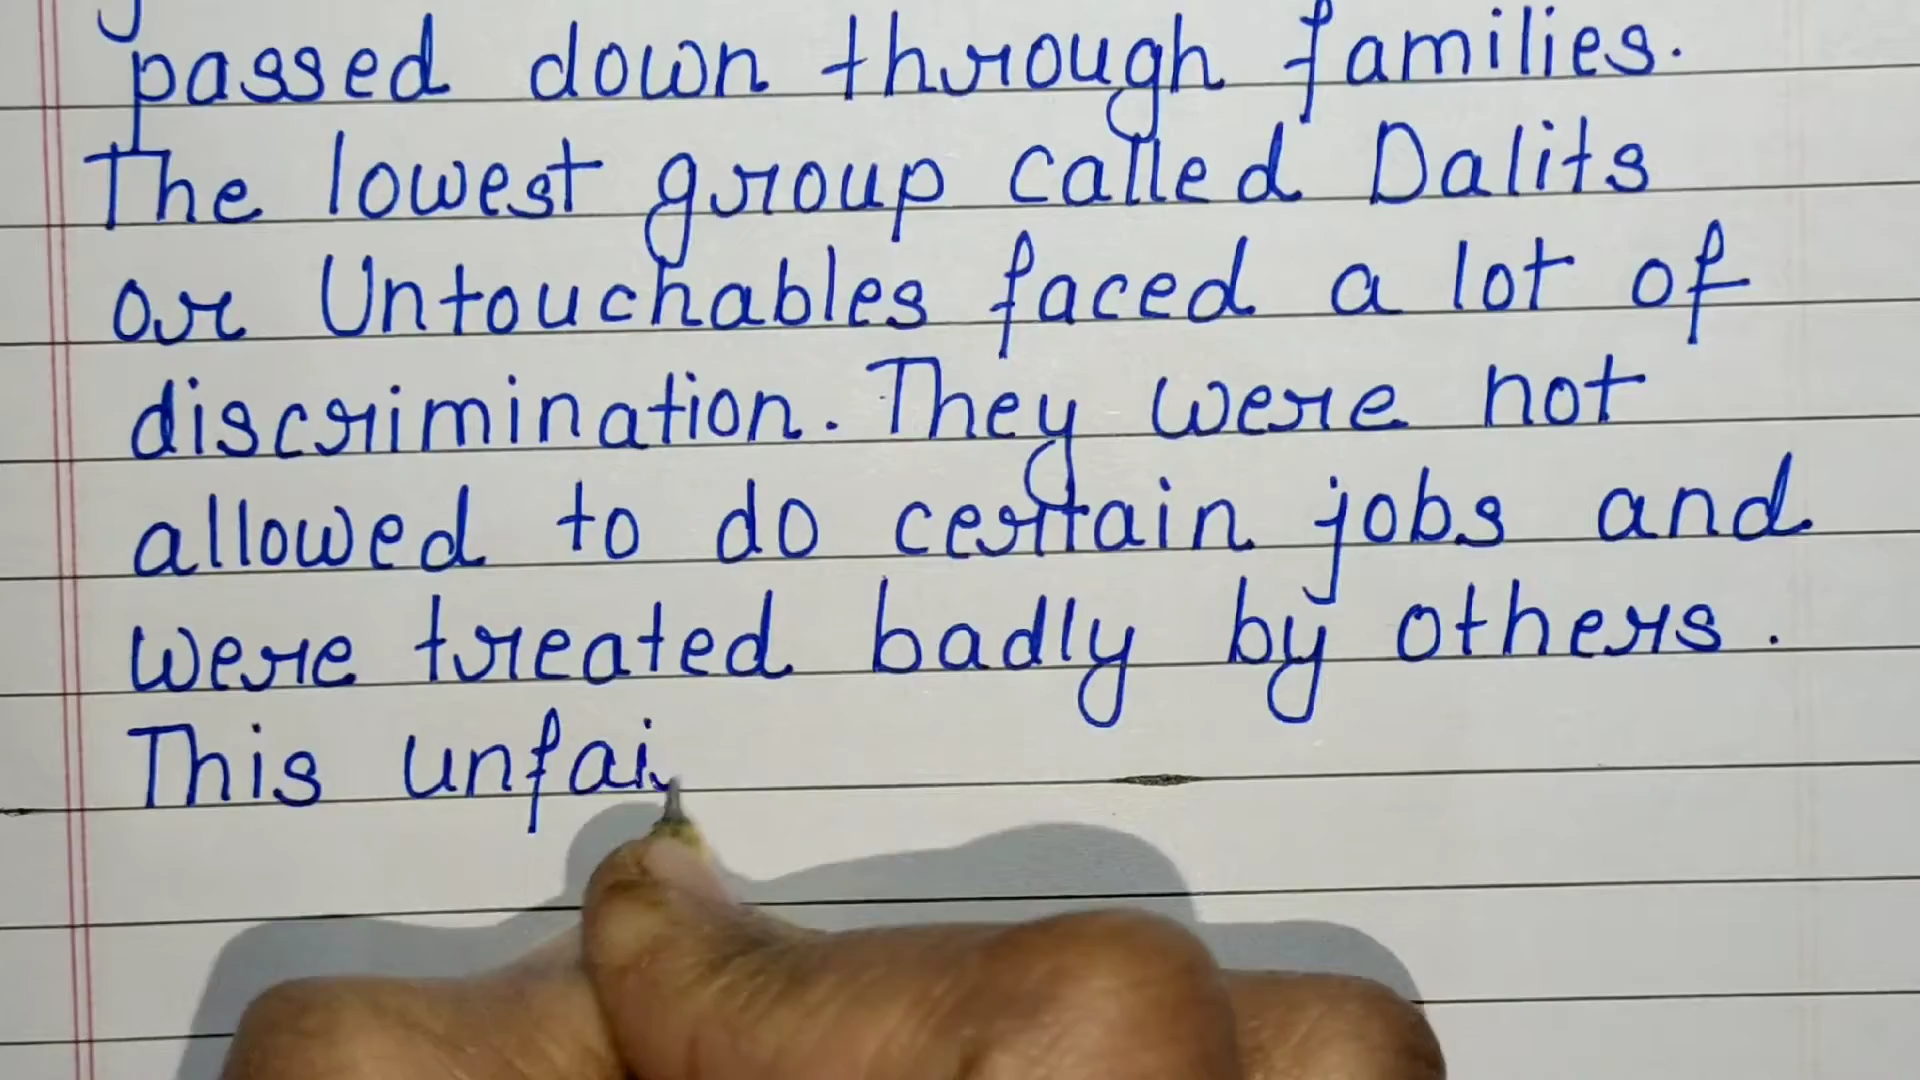 passed down through families.
The lowest group called Dalits
or Untouchables faced a lot of
discrimination. They were not
allowed to do certain jobs and
were treated badly by others.
This unfai